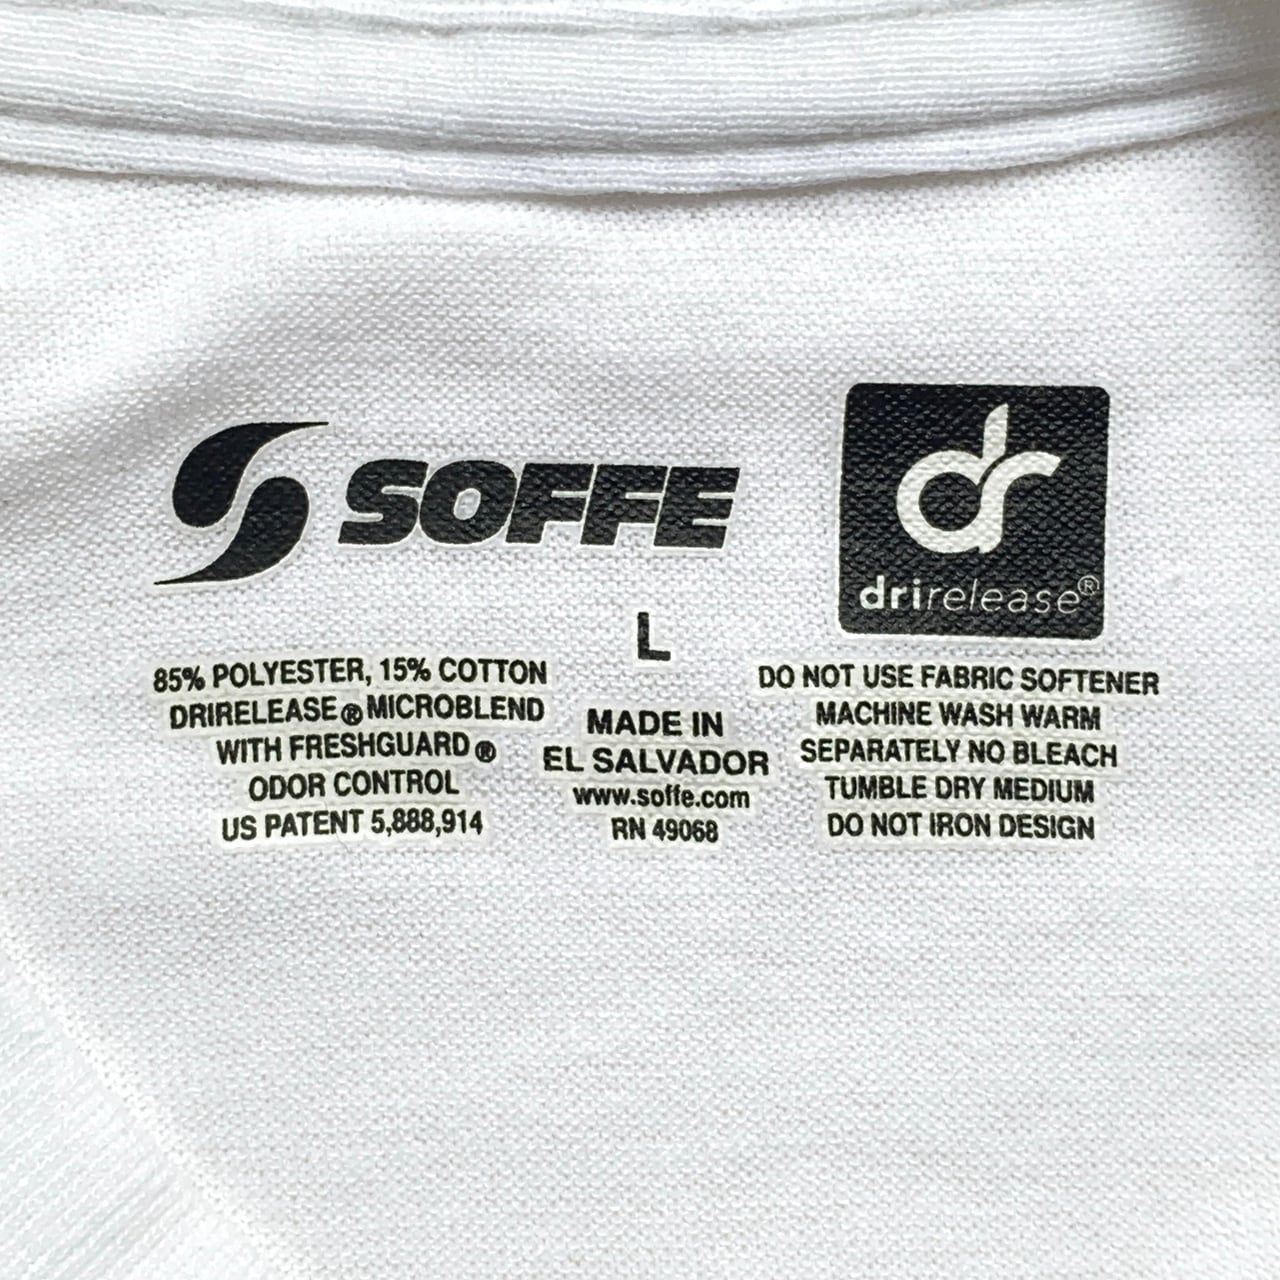 SOFFE
dr
drirelease®
L
85% POLYESTER, 15% COTTON
DRIRELEASE® MICROBLEND
WITH FRESHGUARD®
ODOR CONTROL
US PATENT 5,888,914
MADE IN
EL SALVADOR
www.soffe.com
RN 49068
DO NOT USE FABRIC SOFTENER
MACHINE WASH WARM
SEPARATELY NO BLEACH
TUMBLE DRY MEDIUM
DO NOT IRON DESIGN